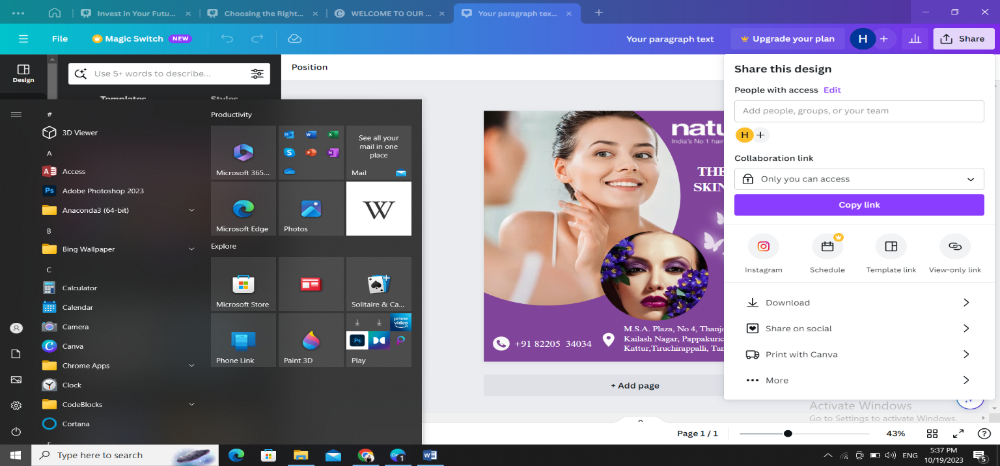 Invest in Your Futu...
Choosing the Right...
WELCOME TO OUR ...
Your paragraph tex...
File
Magic Switch NEW
Your paragraph text
Upgrade your plan
H
Share
Design
Use 5+ words to describe...
Templates
Styles
Position
Share this design
People with access Edit
Add people, groups, or your team
H
Collaboration link
Only you can access
Copy link
Instagram
Schedule
Template link
View-only link
Download
Share on social
Print with Canva
More
#
3D Viewer
A
Access
Adobe Photoshop 2023
Anaconda3 (64-bit)
B
Bing Wallpaper
C
Calculator
Calendar
Camera
Canva
Chrome Apps
Clock
CodeBlocks
Cortana
Productivity
Microsoft 365...
See all your
mail in one
place
Mail
Microsoft Edge
Photos
W
Explore
Microsoft Store
Solitaire & Ca...
Phone Link
Paint 3D
prime video
Ps
Play
natu
India's No 1 hair
THE
SKIN
+91 82205 34034
M.S.A. Plaza, No 4, Thanjo
Kailash Nagar, Pappakuric
Kattur,Tiruchirappalli, Tan
+ Add page
Activate Windows
Go to Settings to activate Windows.
Page 1 / 1
43%
Type here to search
ENG
5:37 PM
10/19/2023
5